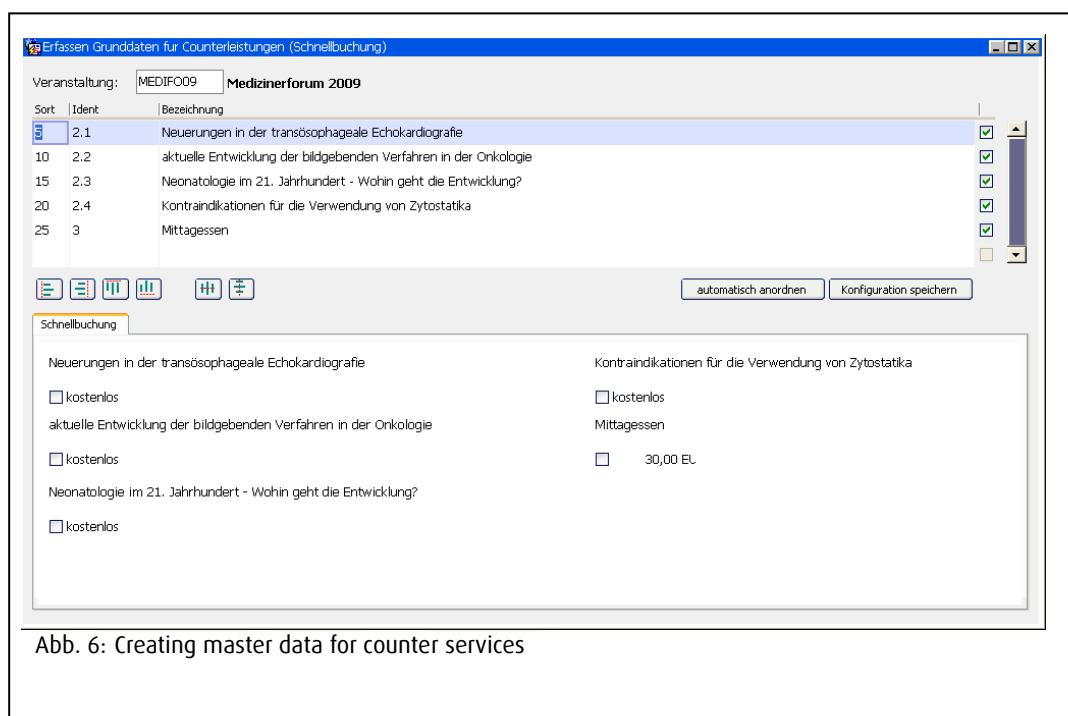 Erfassen Grunddaten fur Counterleistungen (Schnellbuchung)
Veranstaltung: MEDIFO09 Medizinerforum 2009
Sort Ident Bezeichnung
5 2.1 Neuerungen in der transösophageale Echokardiografie
10 2.2 aktuelle Entwicklung der bildgebenden Verfahren in der Onkologie
15 2.3 Neonatologie im 21. Jahrhundert - Wohin geht die Entwicklung?
20 2.4 Kontraindikationen für die Verwendung von Zytostatika
25 3 Mittagessen
automatisch anordnen Konfiguration speichern
Schnellbuchung
Neuerungen in der transösophageale Echokardiografie Kontraindikationen für die Verwendung von Zytostatika
kostenlos kostenlos
aktuelle Entwicklung der bildgebenden Verfahren in der Onkologie Mittagessen
kostenlos 30,00 EU
Neonatologie im 21. Jahrhundert - Wohin geht die Entwicklung?
kostenlos
Abb. 6: Creating master data for counter services